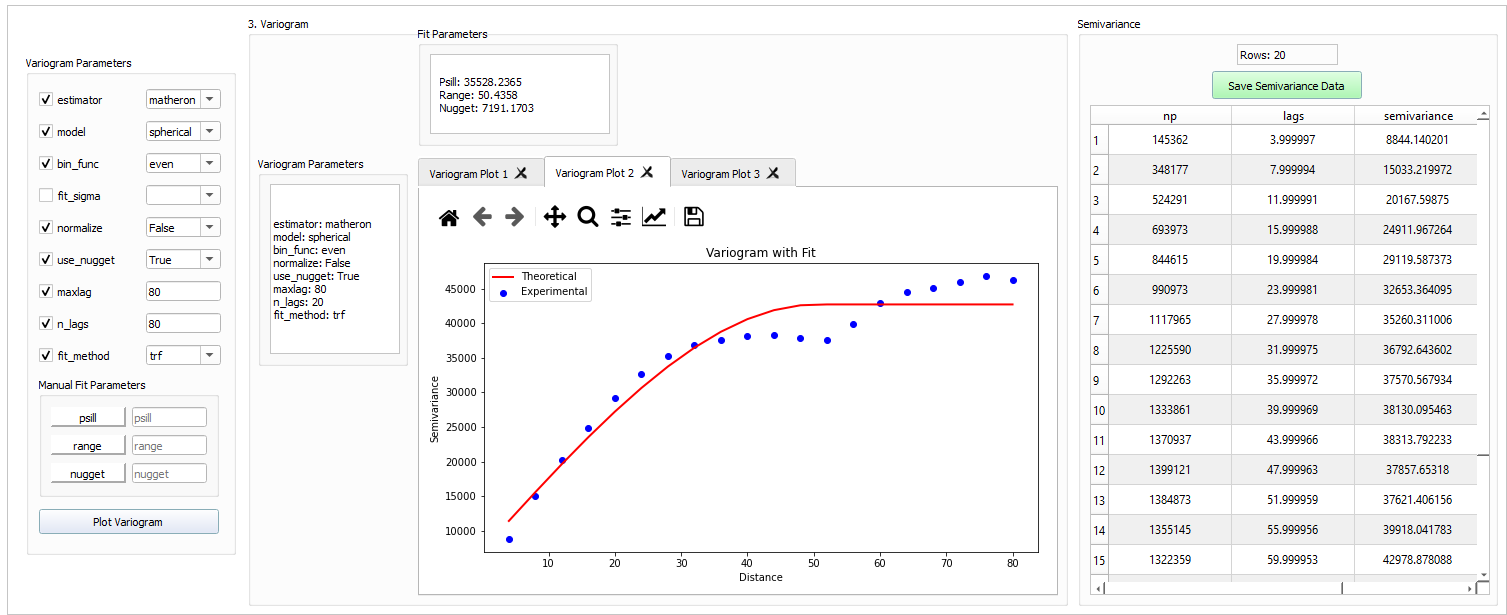 Variogram Parameters
estimator matheron
model spherical
bin_func even
fit_sigma
normalize False
use_nugget True
maxlag 80
n_lags 80
fit_method trf
Manual Fit Parameters
psill psill
range range
nugget nugget
Plot Variogram
3. Variogram
Fit Parameters
Psill: 35528.2365
Range: 50.4358
Nugget: 7191.1703
Variogram Parameters
estimator: matheron
model: spherical
bin_func: even
normalize: False
use_nugget: True
maxlag: 80
n_lags: 20
fit_method: trf
Variogram Plot 1 Variogram Plot 2 Variogram Plot 3
Variogram with Fit
Theoretical
Experimental
Semivariance
45000
40000
35000
30000
25000
20000
15000
10000
10 20 30 40 50 60 70 80
Distance
Semivariance
Rows: 20
Save Semivariance Data
np lags semivariance
1 145362 3.999997 8844.140201
2 348177 7.999994 15033.219972
3 524291 11.999991 20167.59875
4 693973 15.999988 24911.967264
5 844615 19.999984 29119.587373
6 990973 23.999981 32653.364095
7 1117965 27.999978 35260.311006
8 1225590 31.999975 36792.643602
9 1292263 35.999972 37570.567934
10 1333861 39.999969 38130.095463
11 1370937 43.999966 38313.792233
12 1399121 47.999963 37857.65318
13 1384873 51.999959 37621.406156
14 1355145 55.999956 39918.041783
15 1322359 59.999953 42978.878088